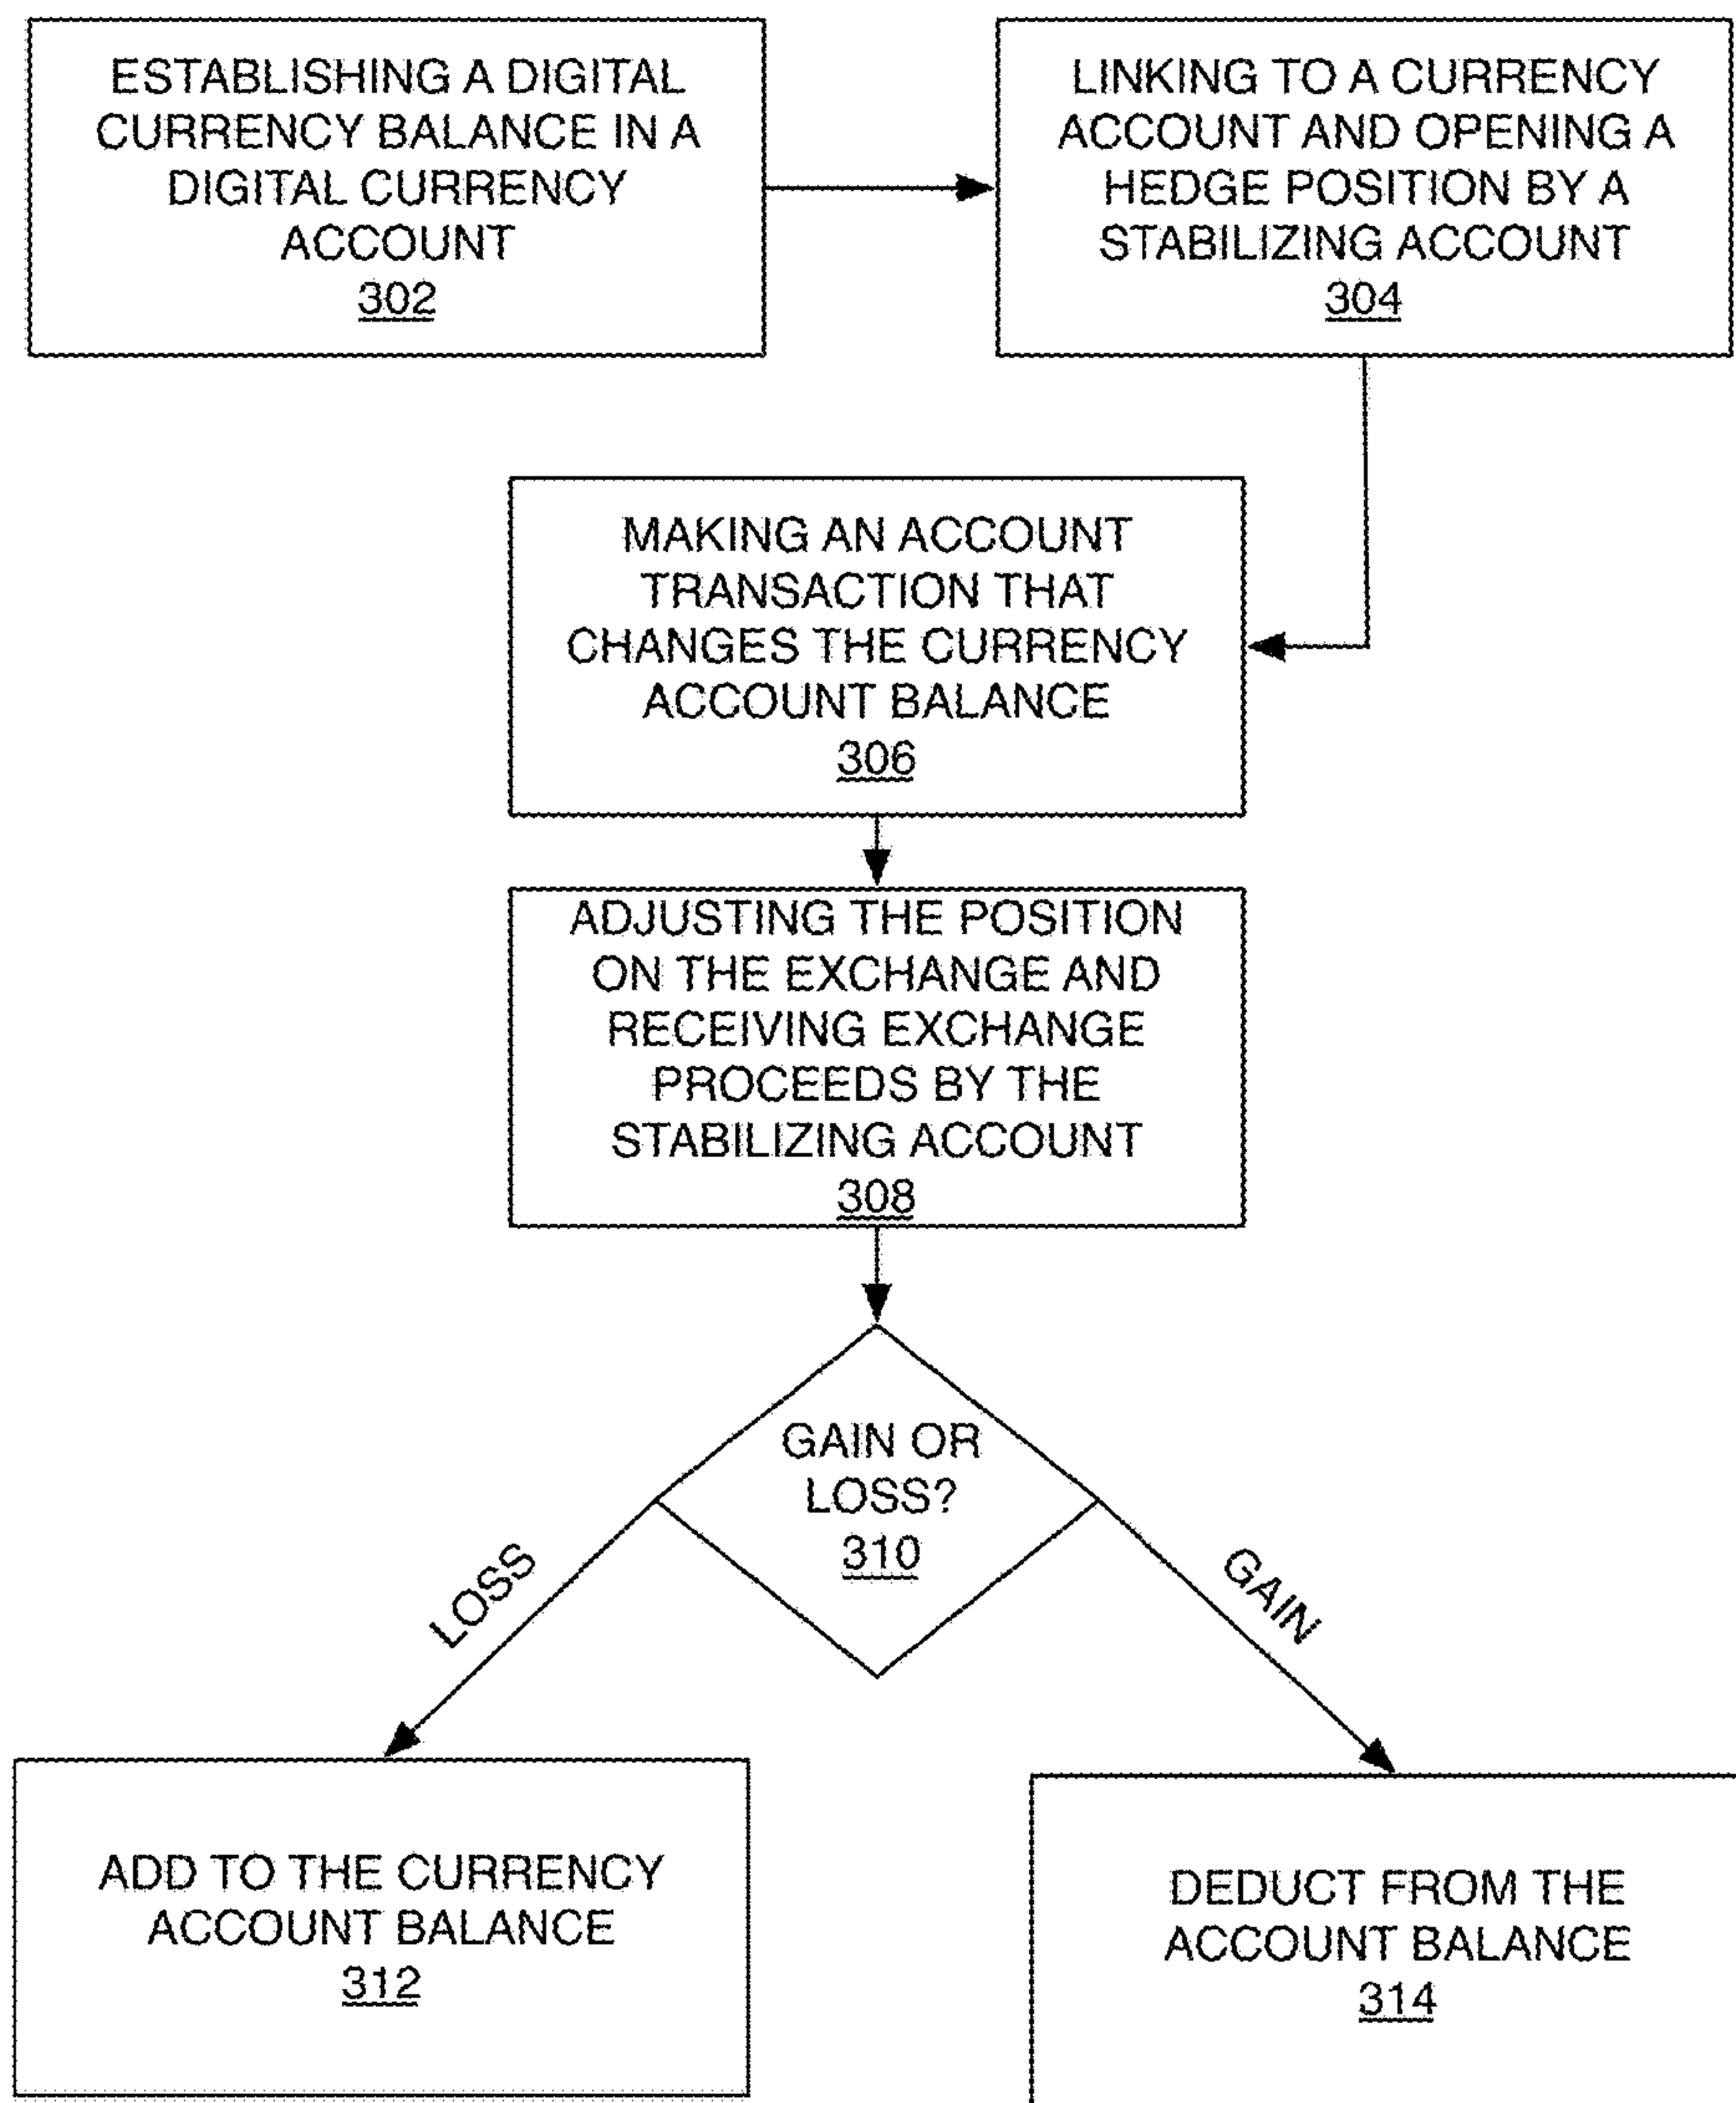 ESTABLISHING A DIGITAL
CURRENCY BALANCE IN A
DIGITAL CURRENCY
ACCOUNT
302
LINKING TO A CURRENCY
ACCOUNT AND OPENING A
HEDGE POSITION BY A
STABILIZING ACCOUNT
304
MAKING AN ACCOUNT
TRANSACTION THAT
CHANGES THE CURRENCY
ACCOUNT BALANCE
306
ADJUSTING THE POSITION
ON THE EXCHANGE AND
RECEIVING EXCHANGE
PROCEEDS BY THE
STABILIZING ACCOUNT
308
GAIN OR
LOSS?
310
LOSS
GAIN
ADD TO THE CURRENCY
ACCOUNT BALANCE
312
DEDUCT FROM THE
ACCOUNT BALANCE
314